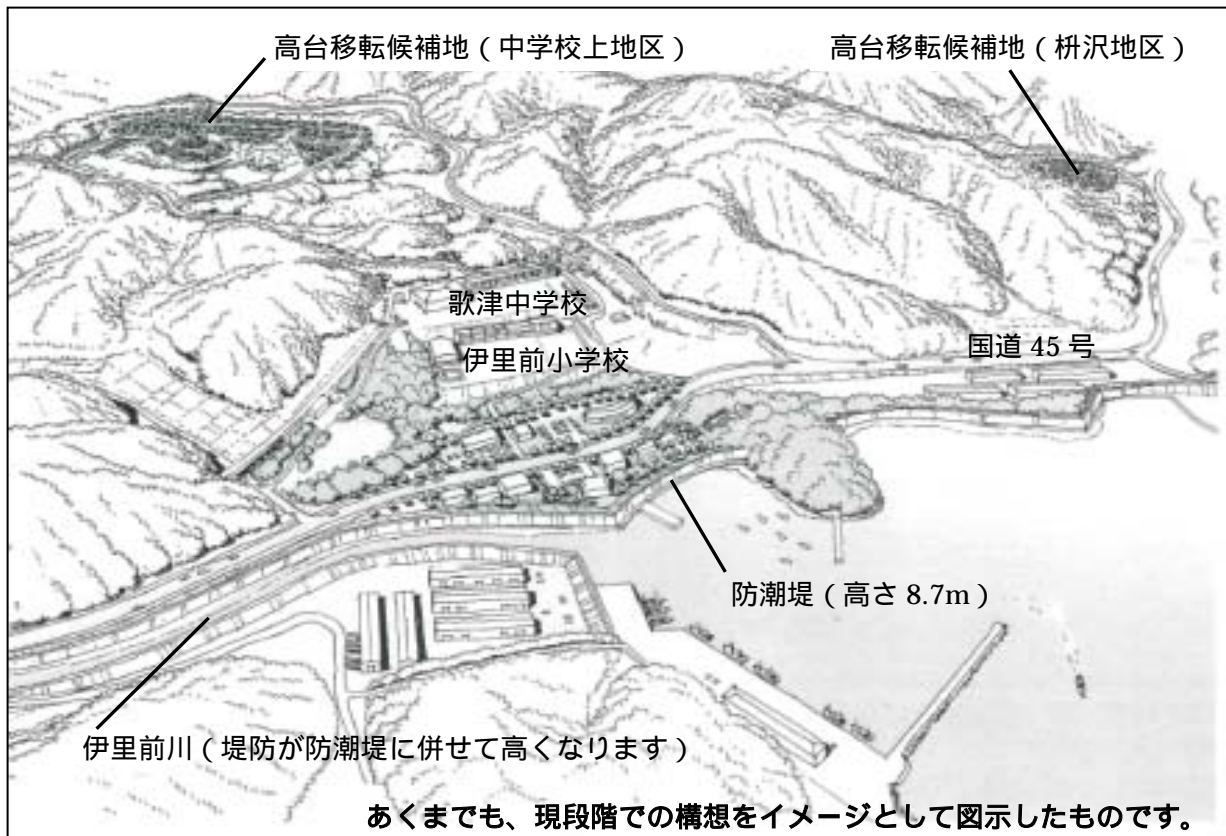 高台移転候補地（中学校上地区）
高台移転候補地（枡沢地区）
歌津中学校
伊里前小学校
国道 45 号
防潮堤（高さ 8.7m）
伊里前川（堤防が防潮堤に併せて高くなります）
あくまでも、現段階での構想をイメージとして図示したものです。